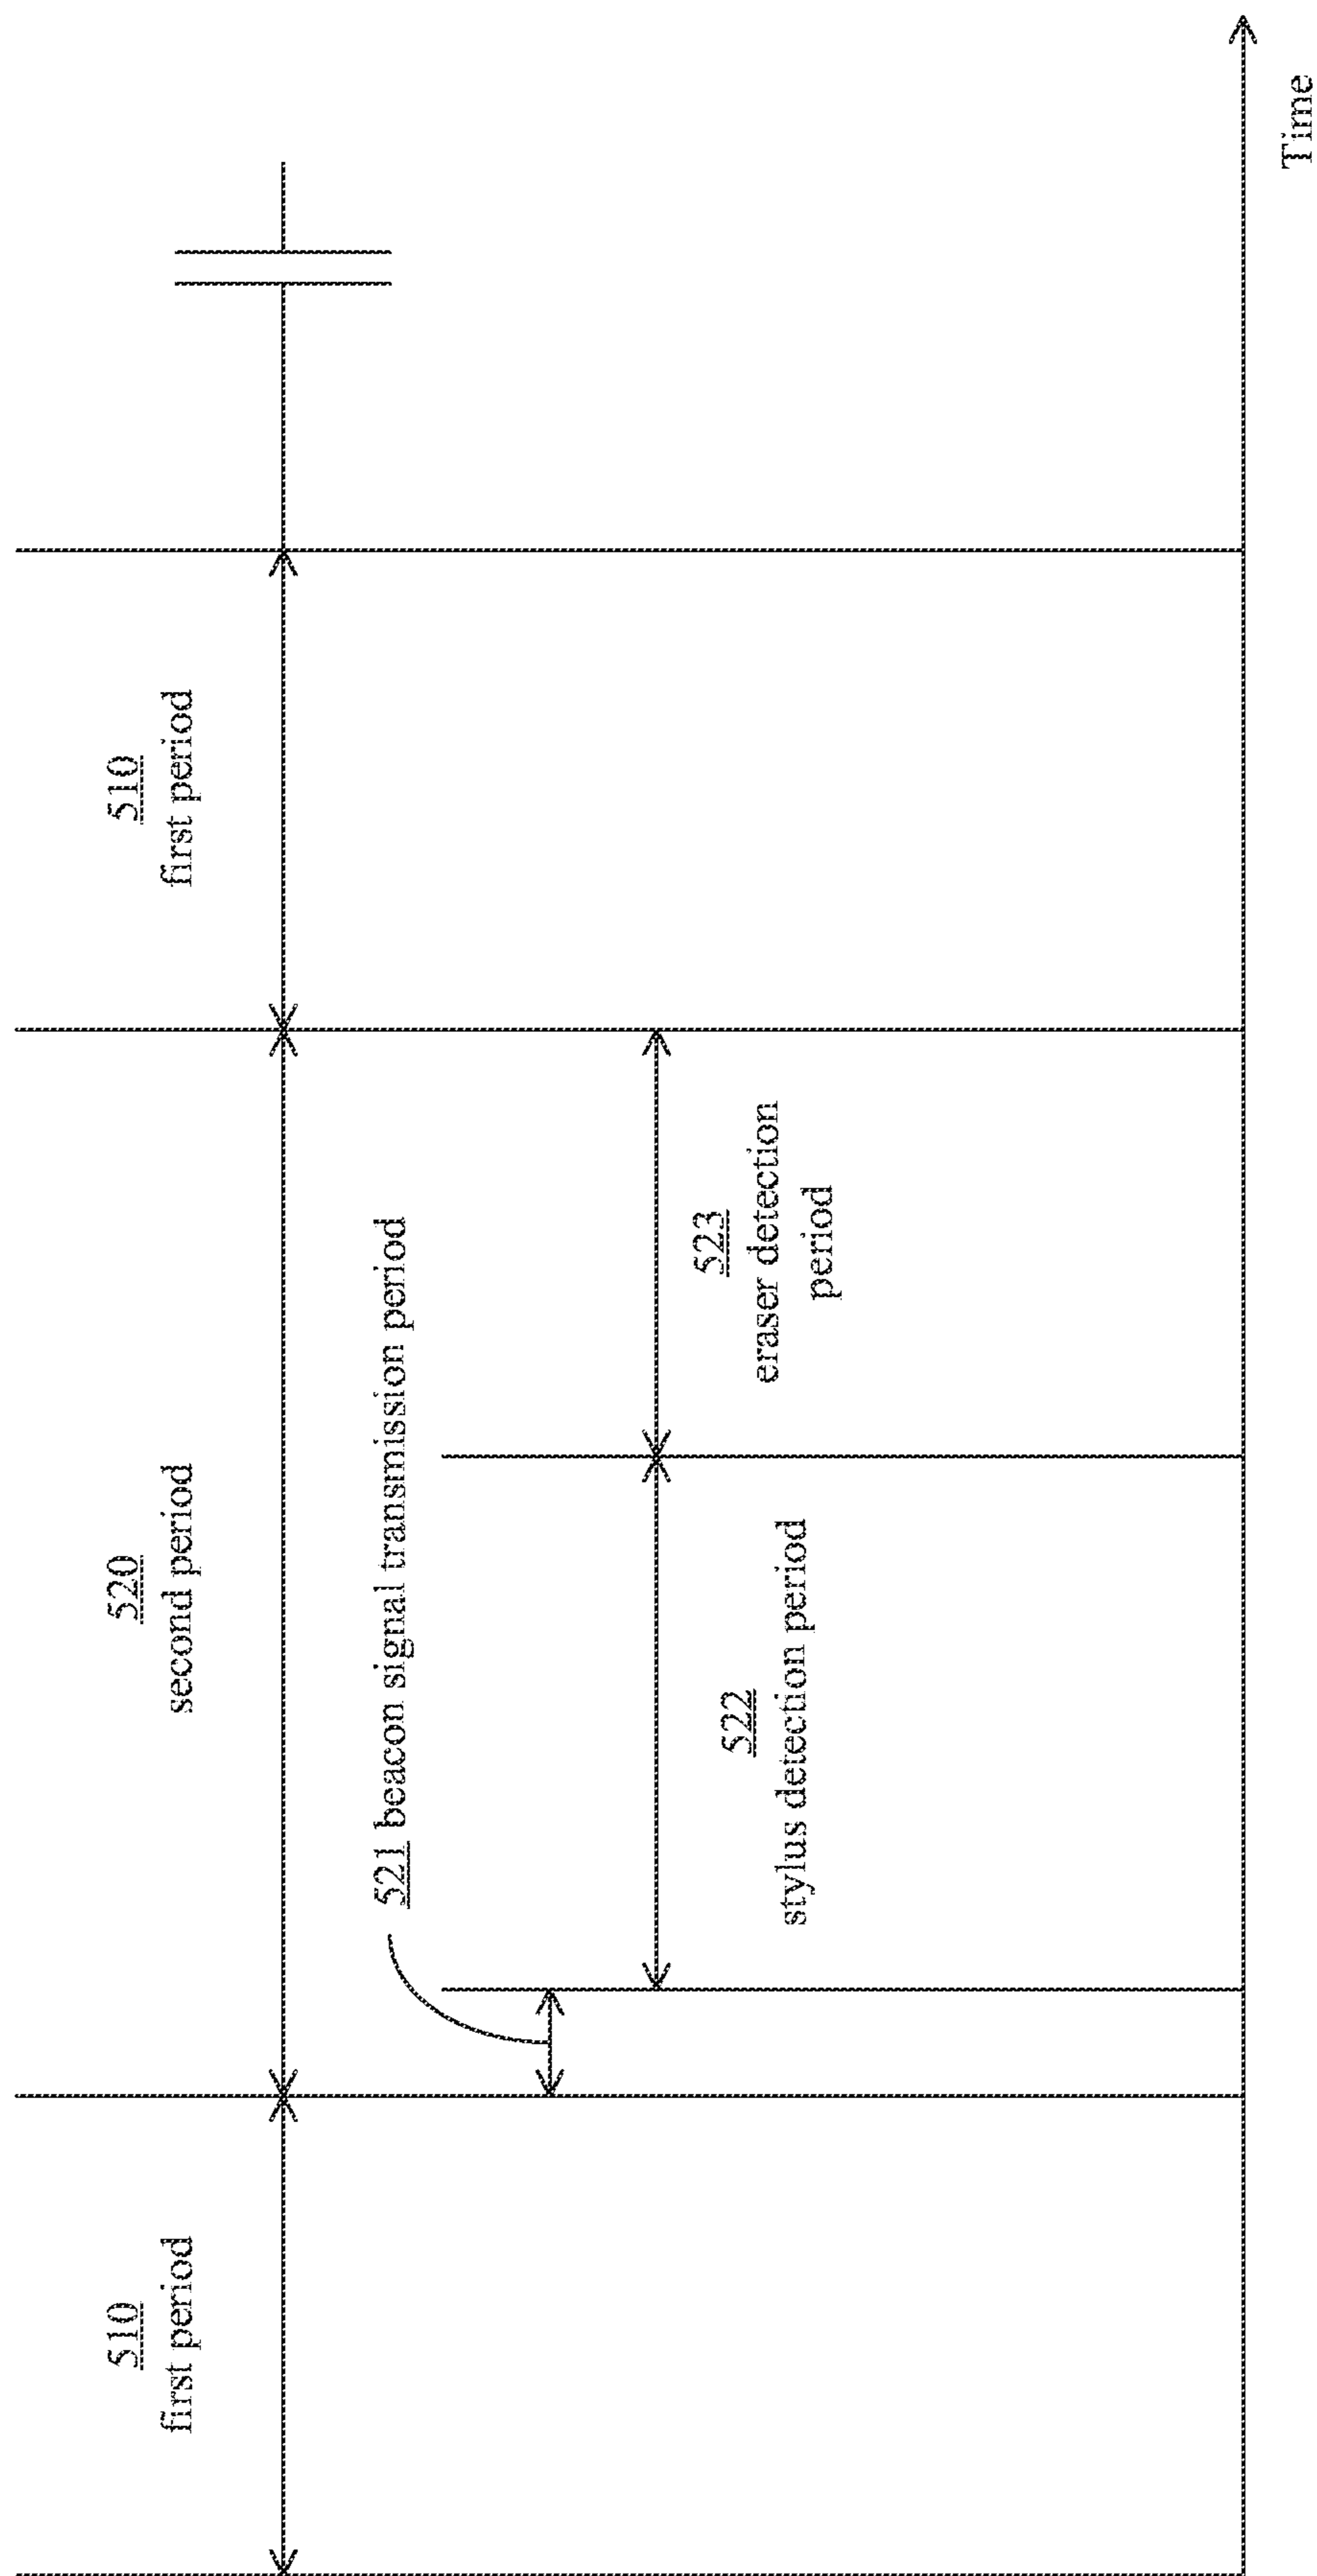 510
first period
520
second period
510
first period
521 beacon signal transmission period
522
stylus detection period
523
eraser detection
period
Time